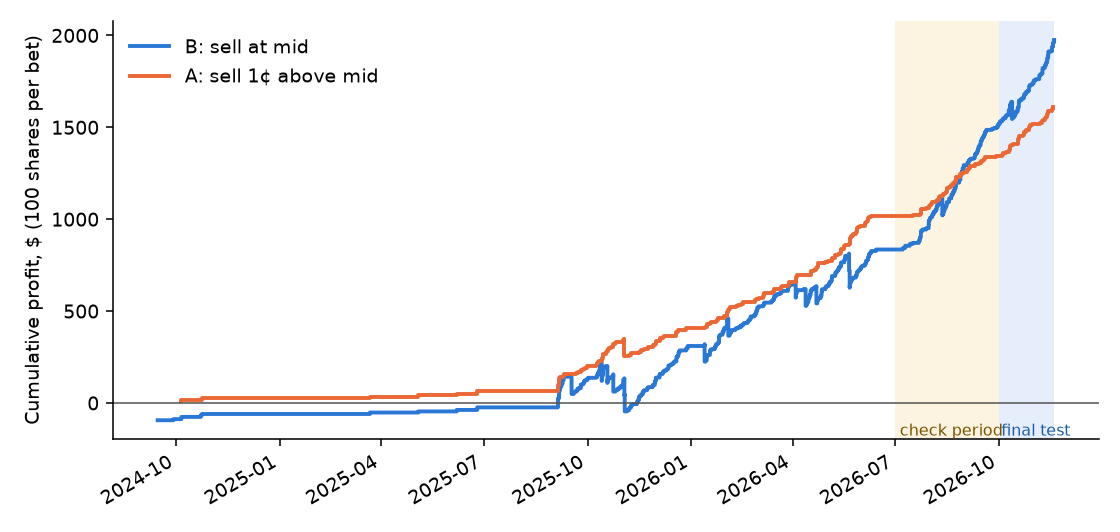 Cumulative profit, $ (100 shares per bet)
2000
1500
1000
500
0
B: sell at mid
A: sell 1¢ above mid
check period
final test
2024-10
2025-01
2025-04
2025-07
2025-10
2026-01
2026-04
2026-07
2026-10